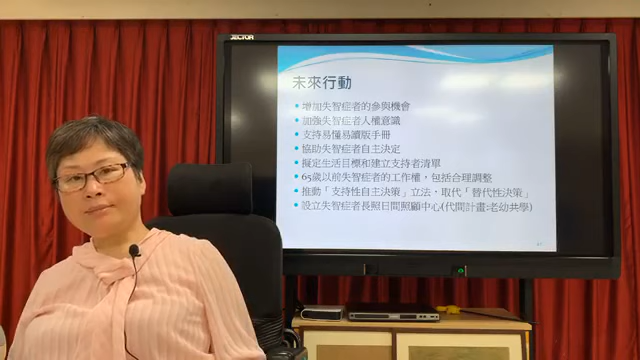 VECTOR
未來行動
增加失智症者的參與機會
加強失智症者人權意識
支持易懂易讀版手冊
協助失智症者自主決定
擬定生活目標和建立支持者清單
65歲以前失智症者的工作權，包括合理調整
推動「支持性自主決策」立法，取代「替代性決策」
設立失智症者長照日間照顧中心(代間計畫:老幼共學)
67